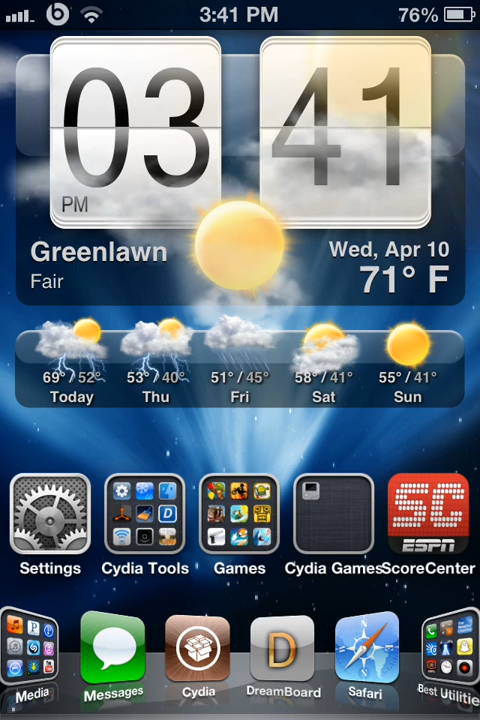 3:41 PM 76%
03 41
PM
Greenlawn Wed, Apr 10
Fair 71° F
69° / 52° 53° / 40° 51° / 45° 58° / 41° 55° / 41°
Today Thu Fri Sat Sun
SC
ESPN
Settings Cydia Tools Games Cydia Games ScoreCenter
D
Media Messages Cydia DreamBoard Safari Best Utilitie